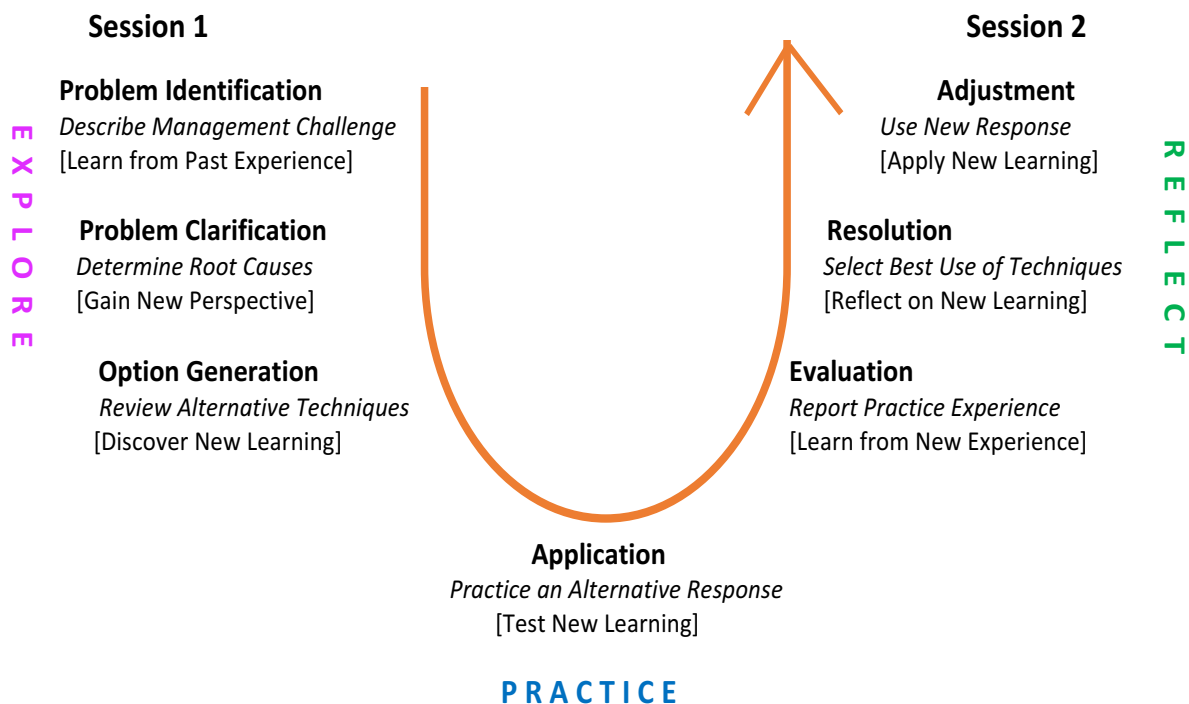 Session 1
EXPLORE
Problem Identification
Describe Management Challenge
[Learn from Past Experience]
Problem Clarification
Determine Root Causes
[Gain New Perspective]
Option Generation
Review Alternative Techniques
[Discover New Learning]
Application
Practice an Alternative Response
[Test New Learning]
PRACTICE
Session 2
Adjustment
Use New Response
[Apply New Learning]
Resolution
Select Best Use of Techniques
[Reflect on New Learning]
Evaluation
Report Practice Experience
[Learn from New Experience]
REFLECT